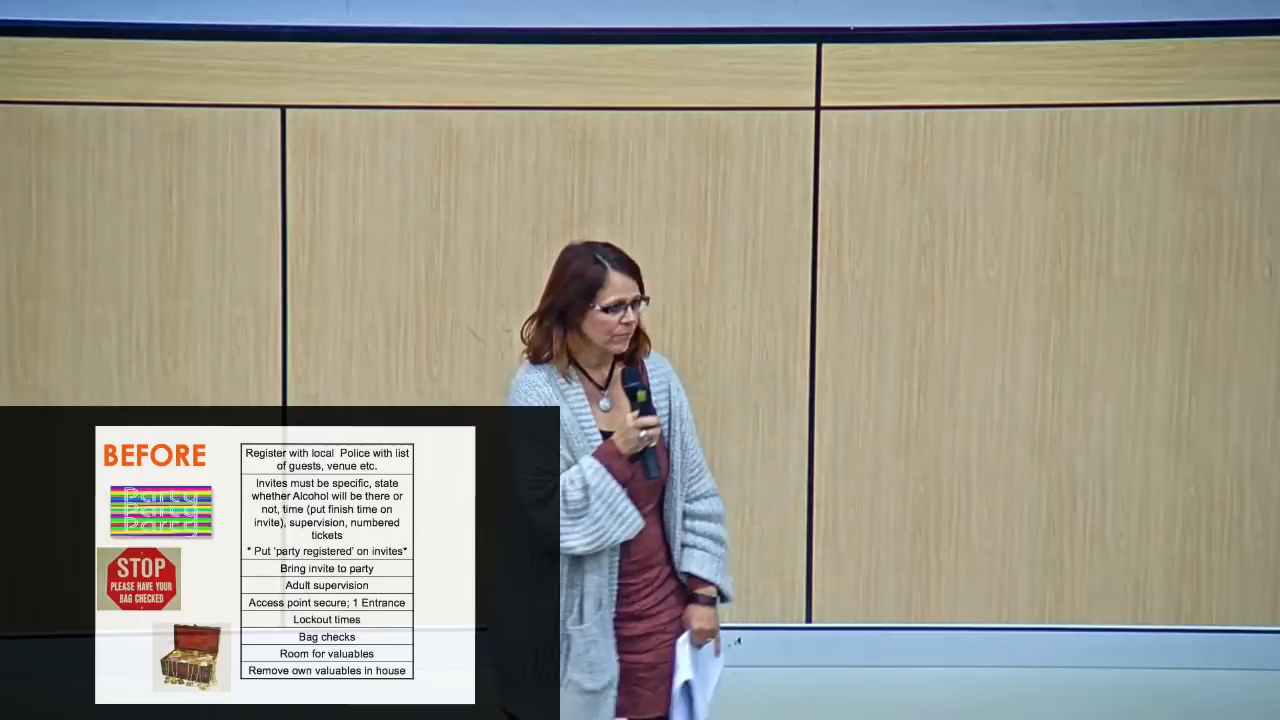 BEFORE
Party
Party
Party
STOP
PLEASE HAVE YOUR
BAG CHECKED
Register with local Police with list
of guests, venue etc.
Invites must be specific, state
whether Alcohol will be there or
not, time (put finish time on
invite), supervision, numbered
tickets
* Put 'party registered' on invites*
Bring invite to party
Adult supervision
Access point secure; 1 Entrance
Lockout times
Bag checks
Room for valuables
Remove own valuables in house